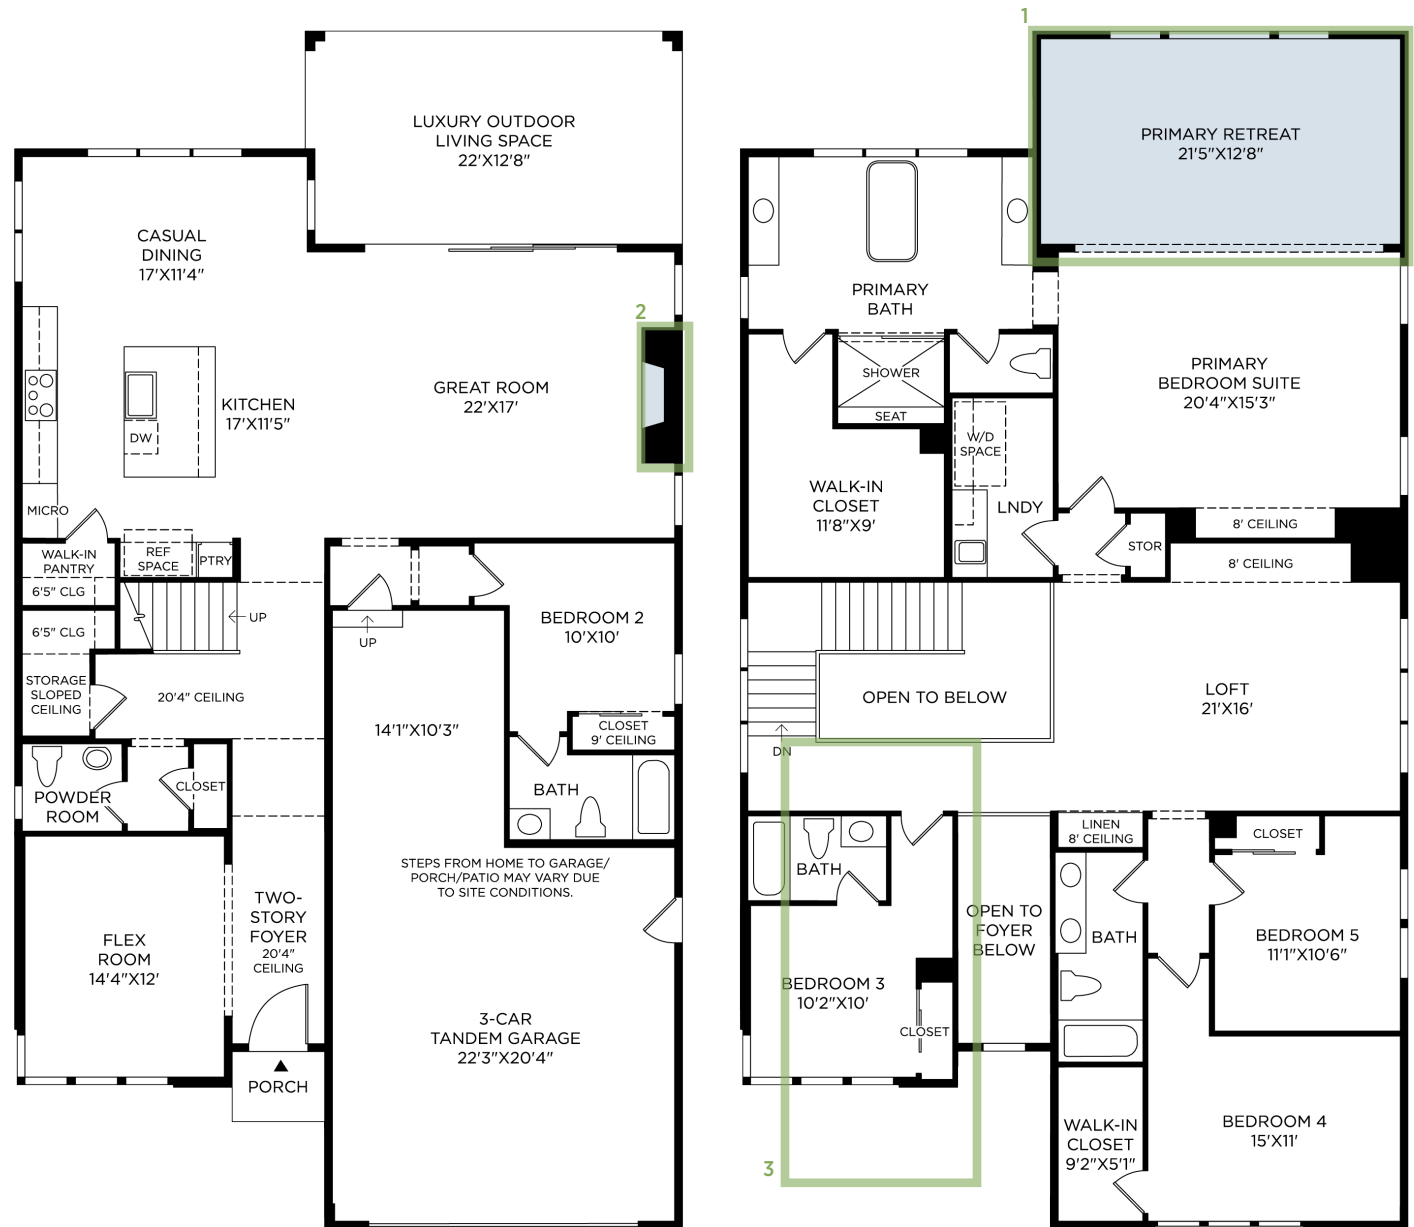 LUXURY OUTDOOR
LIVING SPACE
22'X12'8"
CASUAL
DINING
17'X11'4"
2
GREAT ROOM
22'X17'
KITCHEN
17'X11'5"
DW
MICRO
WALK-IN
PANTRY
6'5" CLG
REF
SPACE
PTRY
6'5" CLG
UP
UP
STORAGE
SLOPED
CEILING
20'4" CEILING
BEDROOM 2
10'X10'
CLOSET
9' CEILING
14'1"X10'3"
BATH
POWDER
ROOM
CLOSET
STEPS FROM HOME TO GARAGE/
PORCH/PATIO MAY VARY DUE
TO SITE CONDITIONS.
FLEX
ROOM
14'4"X12'
TWO-
STORY
FOYER
20'4"
CEILING
3-CAR
TANDEM GARAGE
22'3"X20'4"
PORCH
1
PRIMARY RETREAT
21'5"X12'8"
PRIMARY
BATH
SHOWER
SEAT
PRIMARY
BEDROOM SUITE
20'4"X15'3"
W/D
SPACE
WALK-IN
CLOSET
11'8"X9'
LNDY
STOR
8' CEILING
8' CEILING
OPEN TO BELOW
LOFT
21'X16'
DN
LINEN
8' CEILING
CLOSET
BATH
OPEN TO
FOYER
BELOW
BATH
BEDROOM 5
11'1"X10'6"
BEDROOM 3
10'2"X10'
CLOSET
WALK-IN
CLOSET
9'2"X5'1"
BEDROOM 4
15'X11'
3